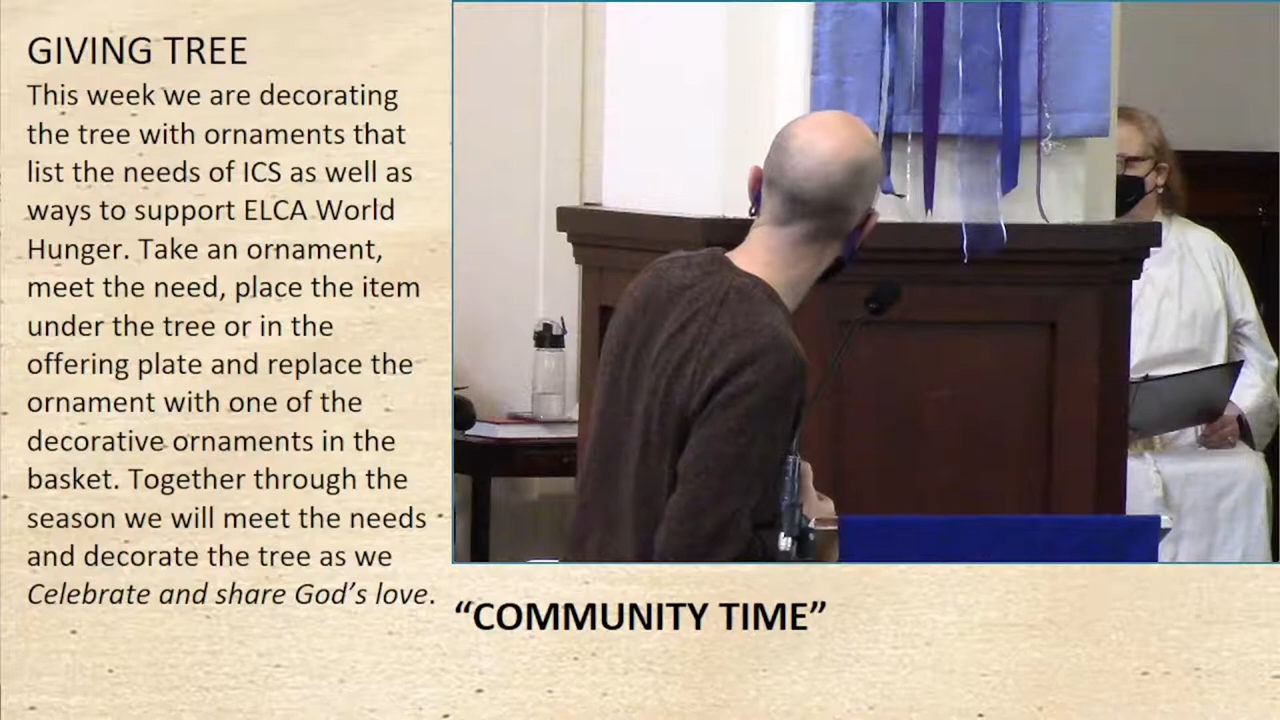 GIVING TREE
This week we are decorating
the tree with ornaments that
list the needs of ICS as well as
ways to support ELCA World
Hunger. Take an ornament,
meet the need, place the item
under the tree or in the
offering plate and replace the
ornament with one of the
decorative ornaments in the
basket. Together through the
season we will meet the needs
and decorate the tree as we
Celebrate and share God’s love.
“COMMUNITY TIME”